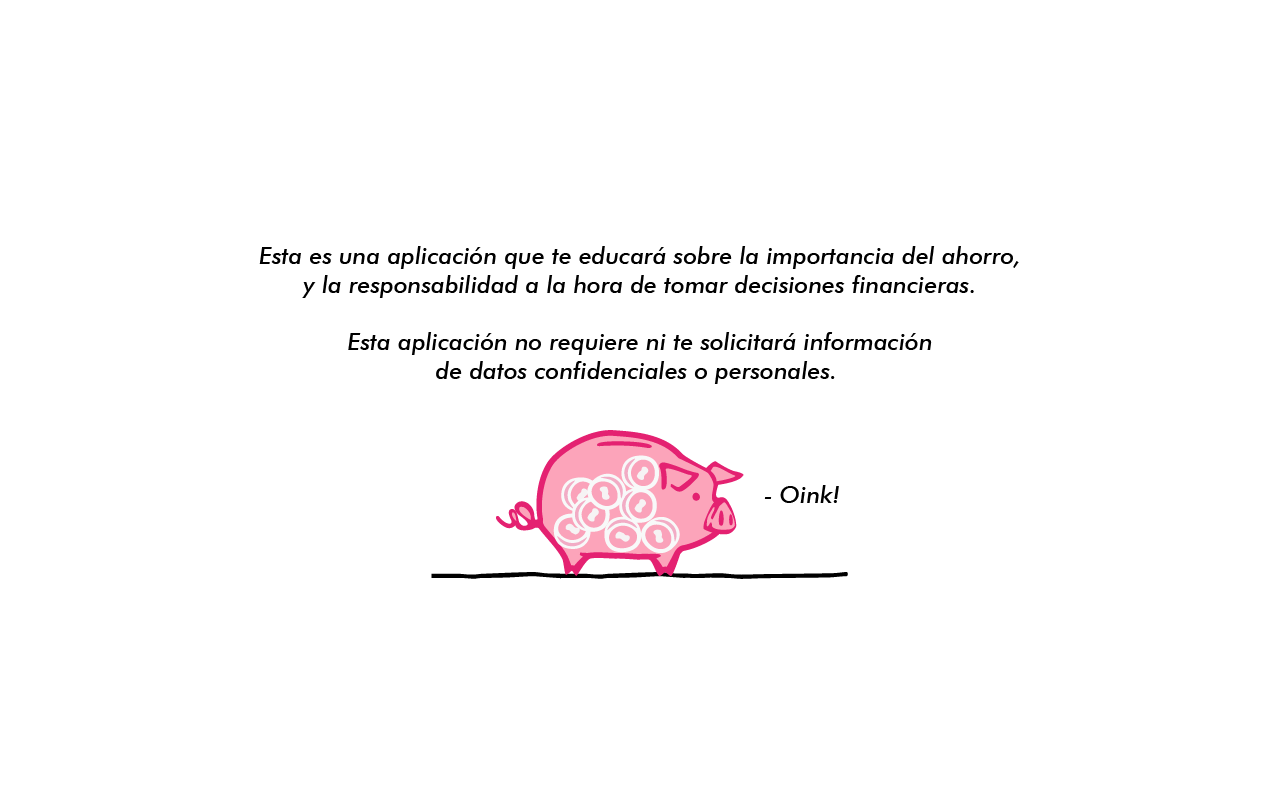 Esta es una aplicación que te educará sobre la importancia del ahorro,
y la responsabilidad a la hora de tomar decisiones financieras.
Esta aplicación no requiere ni te solicitará información
de datos confidenciales o personales.
- Oink!